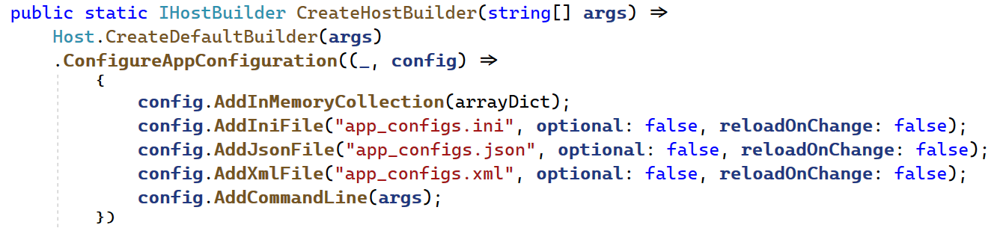 public static IHostBuilder CreateHostBuilder(string[] args) =>
    Host.CreateDefaultBuilder(args)
    .ConfigureAppConfiguration((_, config) =>
        {
            config.AddInMemoryCollection(arrayDict);
            config.AddIniFile("app_configs.ini", optional: false, reloadOnChange: false);
            config.AddJsonFile("app_configs.json", optional: false, reloadOnChange: false);
            config.AddXmlFile("app_configs.xml", optional: false, reloadOnChange: false);
            config.AddCommandLine(args);
        })